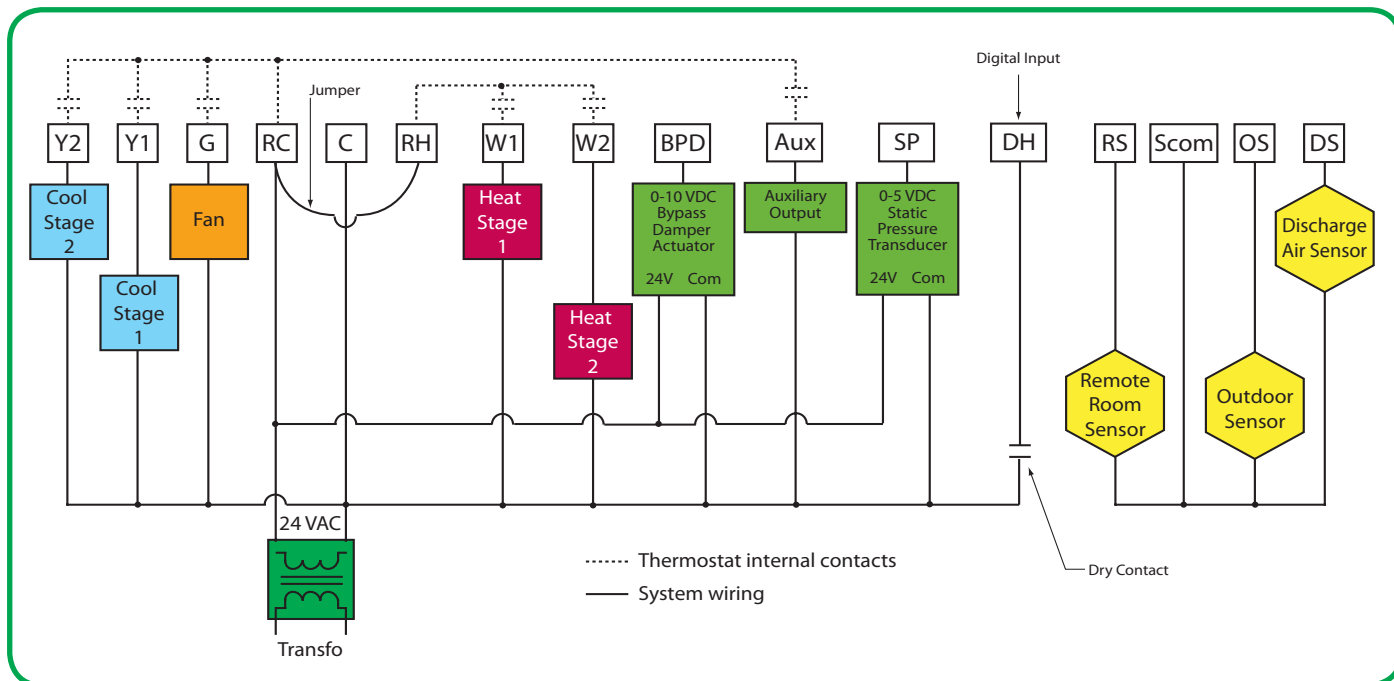 Digital Input
Jumper
Y2 Y1 G RC C RH W1 W2 BPD Aux SP DH RS Scom OS DS
Cool
Stage
2
Cool
Stage
1
Fan
Heat
Stage
1
Heat
Stage
2
0-10 VDC
Bypass
Damper
Actuator
24V Com
Auxiliary
Output
0-5 VDC
Static
Pressure
Transducer
24V Com
Remote
Room
Sensor
Outdoor
Sensor
Discharge
Air Sensor
24 VAC
Transfo
Thermostat internal contacts
System wiring
Dry Contact